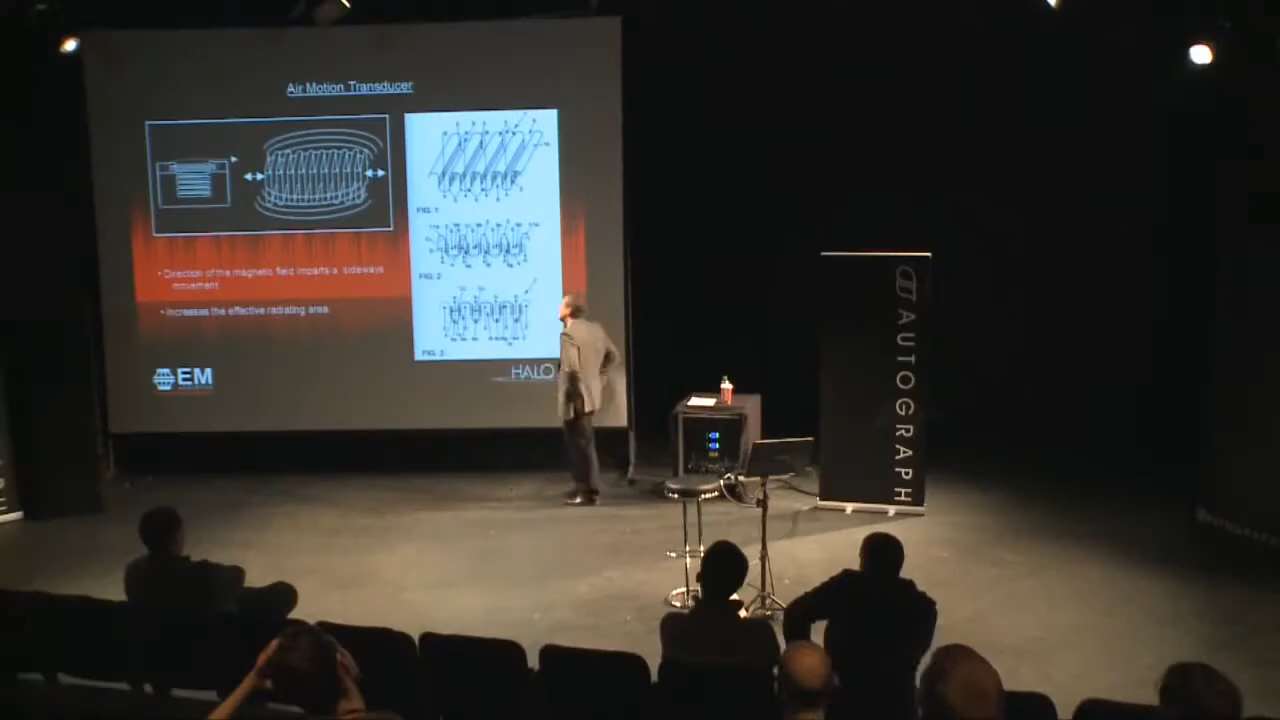 Air Motion Transducer
FIG. 1
FIG. 2
FIG. 3
• Direction of the magnetic field imparts a sideways
movement
• Increases the effective radiating area.
EM
HALO
AUTOGRAPH